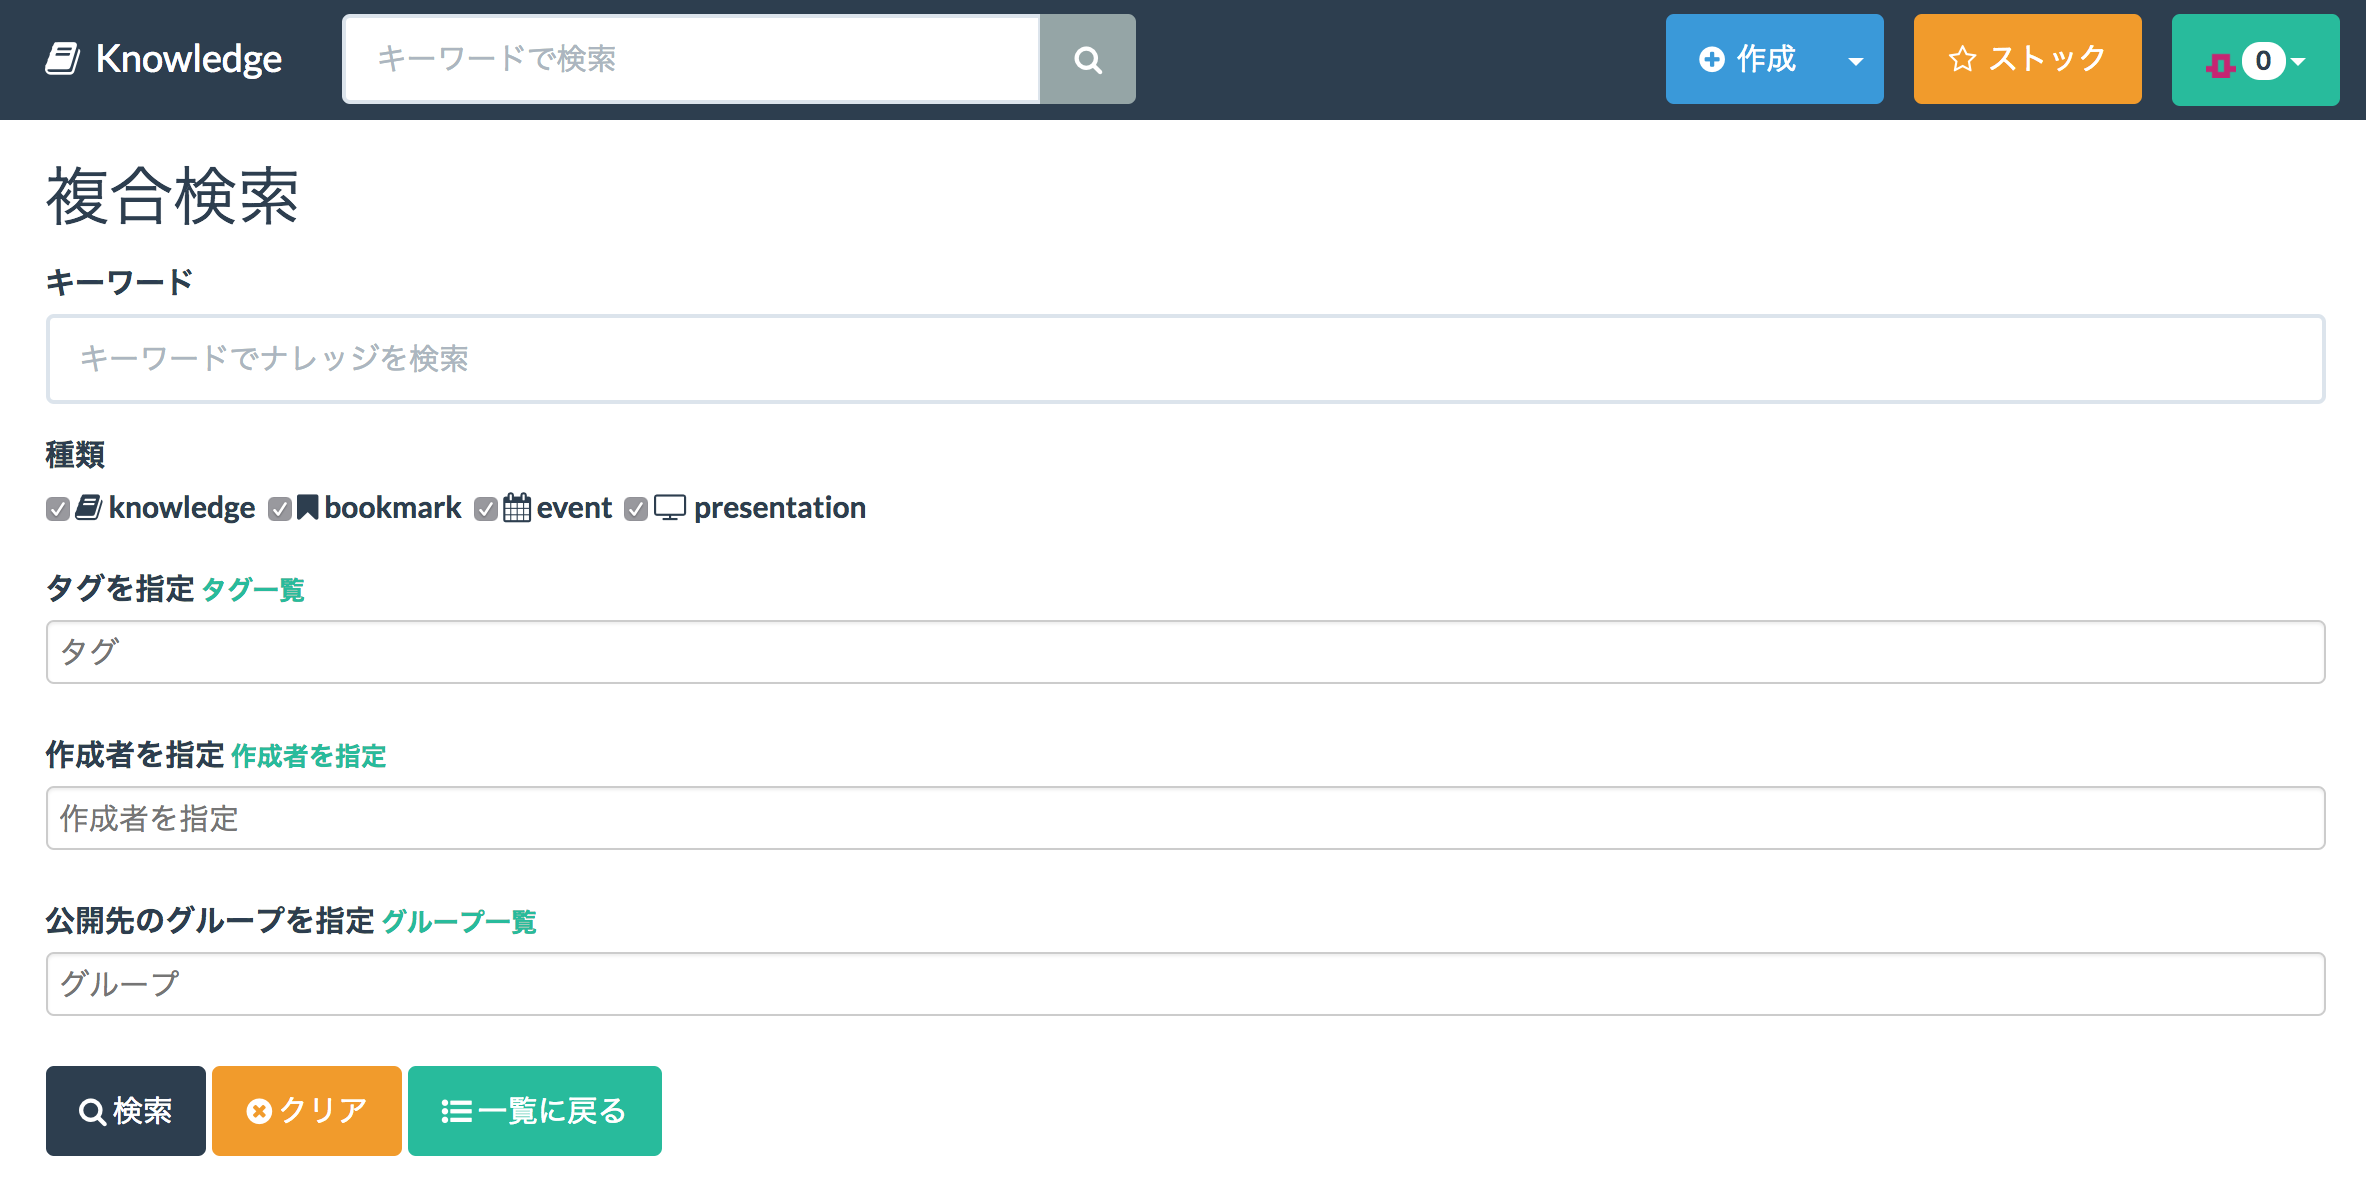 Knowledge キーワードで検索 作成 ストック 0
複合検索
キーワード
キーワードでナレッジを検索
種類
knowledge bookmark event presentation
タグを指定 タグ一覧
タグ
作成者を指定 作成者を指定
作成者を指定
公開先のグループを指定 グループ一覧
グループ
検索 クリア 一覧に戻る